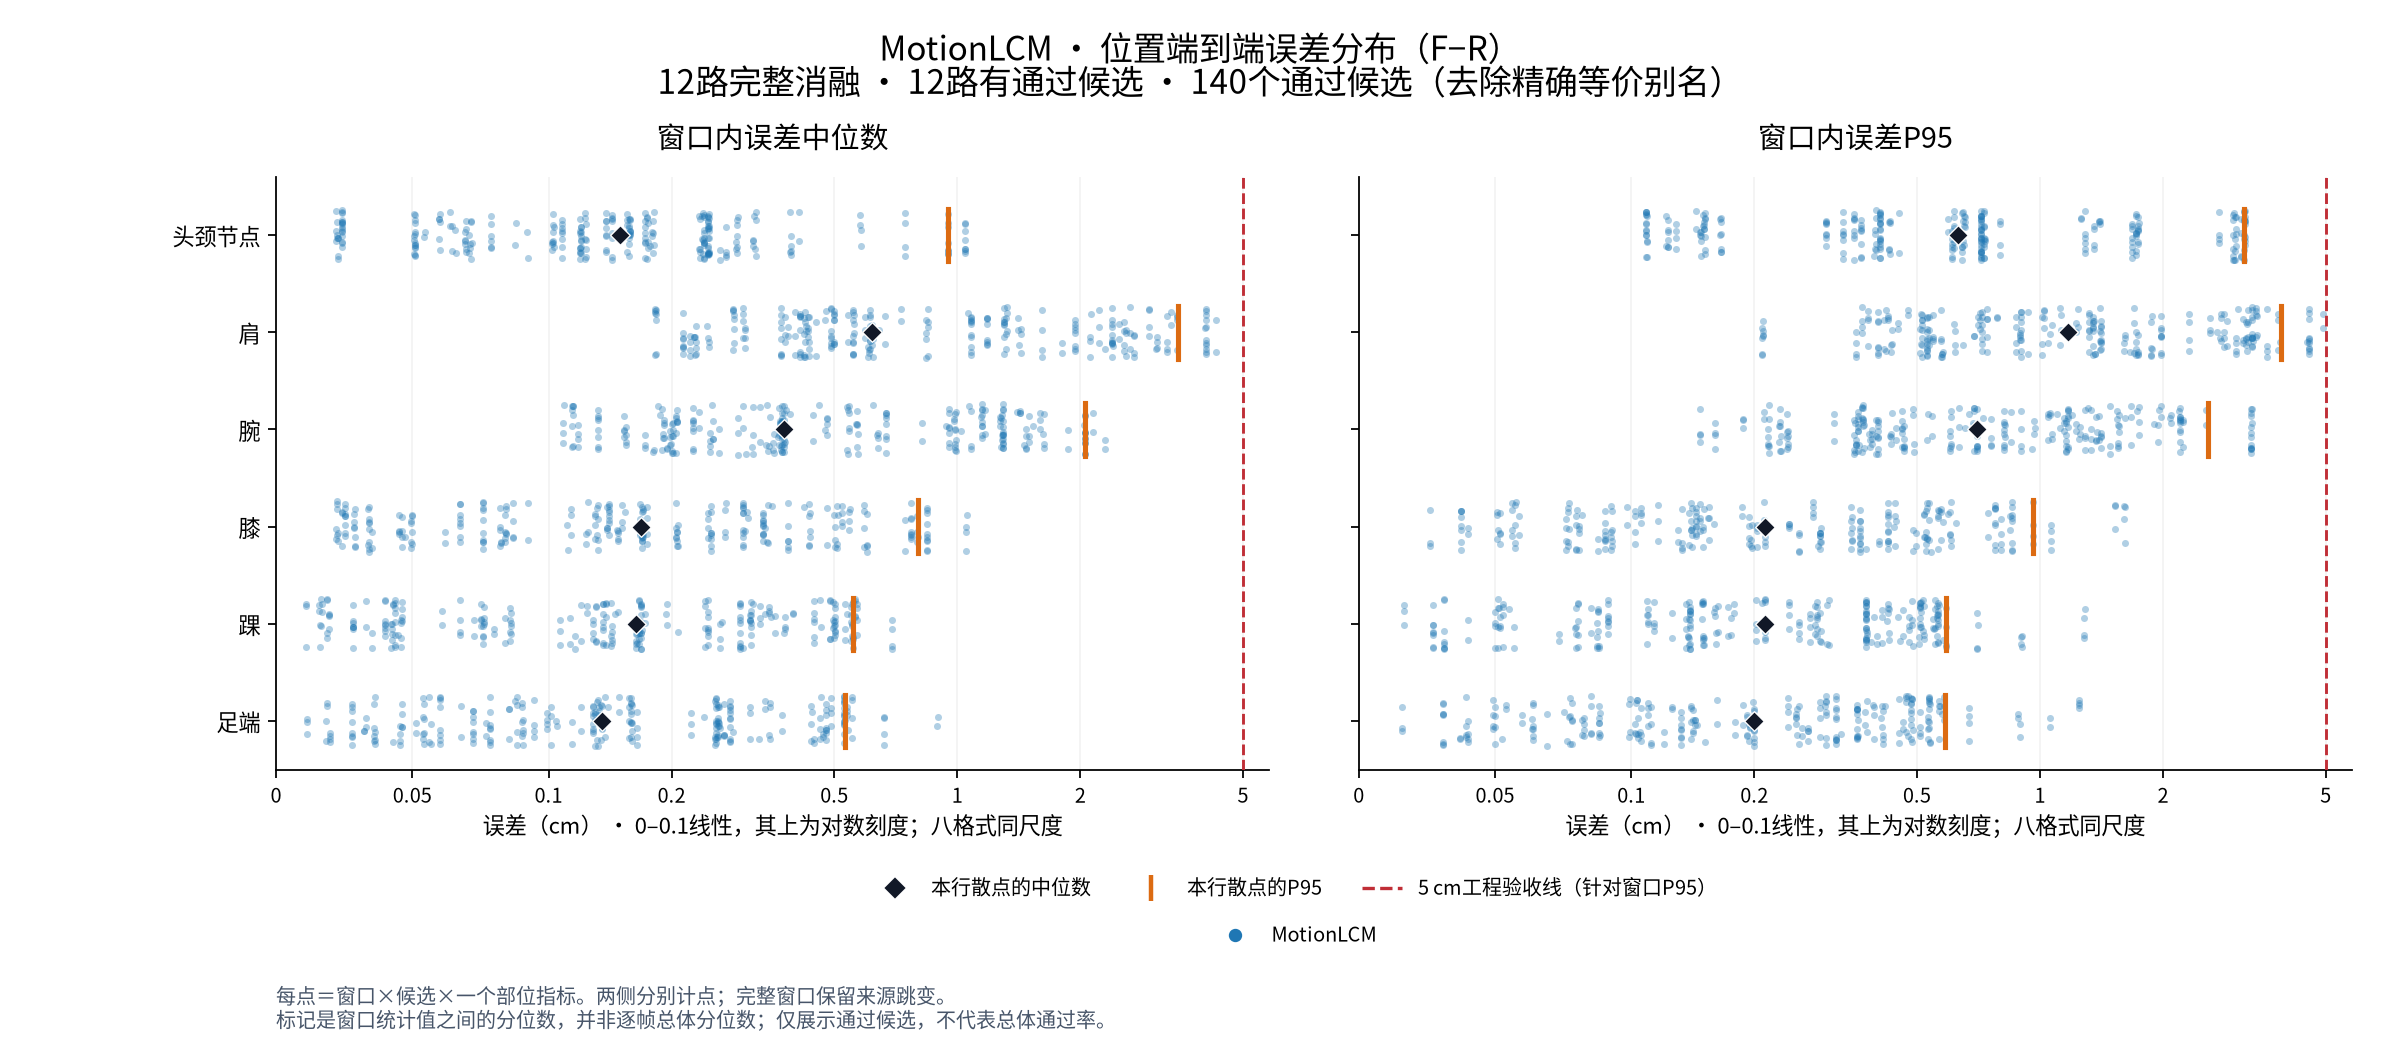 MotionLCM • 位置端到端误差分布（F−R）
12路完整消融 • 12路有通过候选 • 140个通过候选（去除精确等价别名）
窗口内误差中位数
窗口内误差P95
头颈节点
肩
腕
膝
踝
足端
0 0.05 0.1 0.2 0.5 1 2 5
0 0.05 0.1 0.2 0.5 1 2 5
误差（cm） • 0–0.1线性，其上为对数刻度；八格式同尺度
误差（cm） • 0–0.1线性，其上为对数刻度；八格式同尺度
本行散点的中位数
本行散点的P95
5 cm工程验收线（针对窗口P95）
MotionLCM
每点＝窗口×候选×一个部位指标。两侧分别计点；完整窗口保留来源跳变。
标记是窗口统计值之间的分位数，并非逐帧总体分位数；仅展示通过候选，不代表总体通过率。